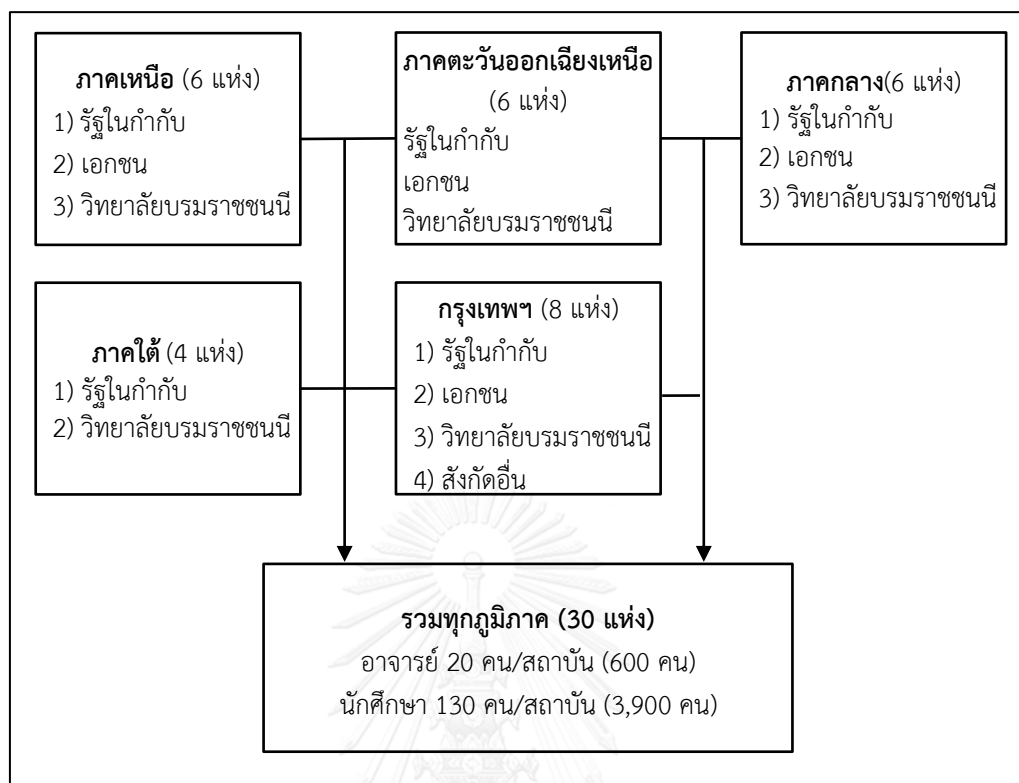 ภาคเหนือ (6 แห่ง)
1) รัฐในกำกับ
2) เอกชน
3) วิทยาลัยบรมราชชนนี
ภาคตะวันออกเฉียงเหนือ
(6 แห่ง)
รัฐในกำกับ
เอกชน
วิทยาลัยบรมราชชนนี
ภาคกลาง(6 แห่ง)
1) รัฐในกำกับ
2) เอกชน
3) วิทยาลัยบรมราชชนนี
ภาคใต้ (4 แห่ง)
1) รัฐในกำกับ
2) วิทยาลัยบรมราชชนนี
กรุงเทพฯ (8 แห่ง)
1) รัฐในกำกับ
2) เอกชน
3) วิทยาลัยบรมราชชนนี
4) สังกัดอื่น
รวมทุกภูมิภาค (30 แห่ง)
อาจารย์ 20 คน/สถาบัน (600 คน)
นักศึกษา 130 คน/สถาบัน (3,900 คน)